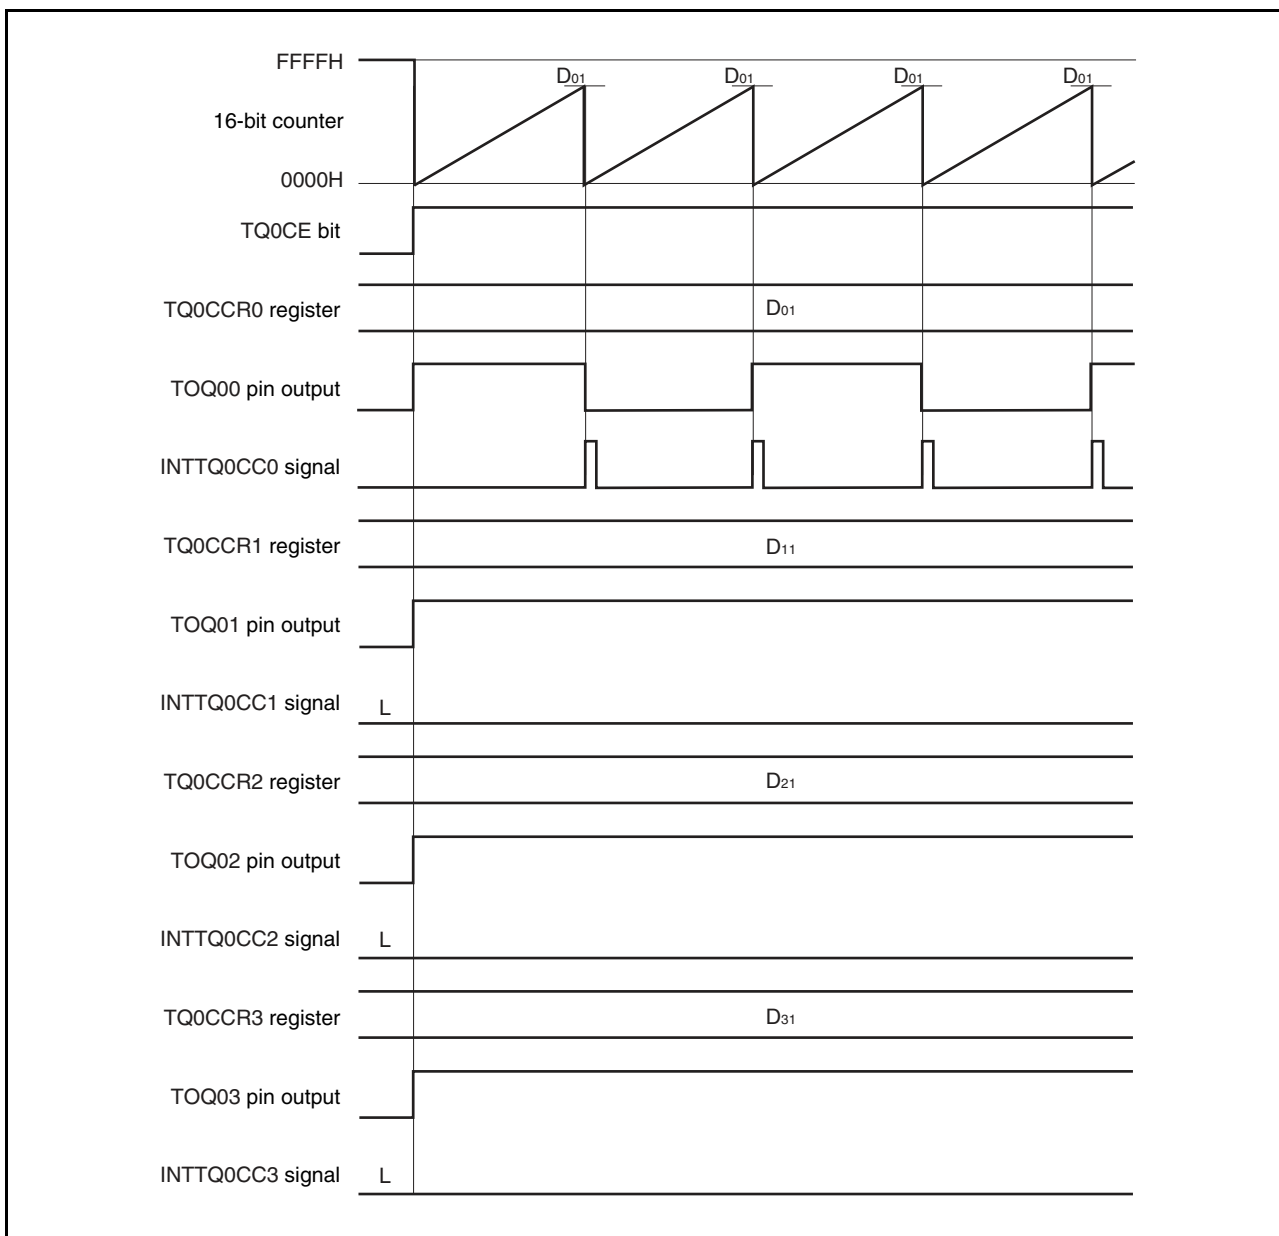 FFFFH
D01 D01 D01 D01
16-bit counter
0000H
TQ0CE bit
TQ0CCR0 register D01
TOQ00 pin output
INTTQ0CC0 signal
TQ0CCR1 register D11
TOQ01 pin output
INTTQ0CC1 signal L
TQ0CCR2 register D21
TOQ02 pin output
INTTQ0CC2 signal L
TQ0CCR3 register D31
TOQ03 pin output
INTTQ0CC3 signal L